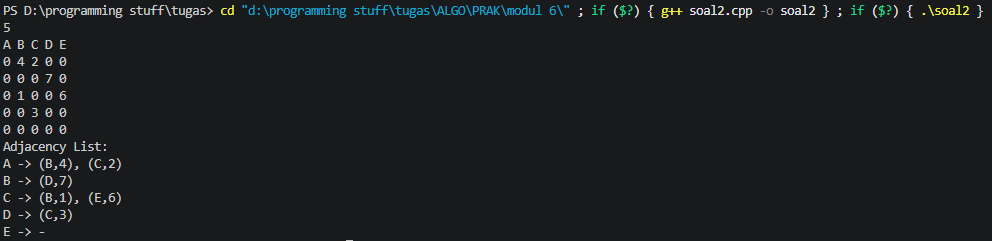 PS D:\programming stuff\tugas> cd "d:\programming stuff\tugas\ALGO\PRAK\modul 6\" ; if ($?) { g++ soal2.cpp -o soal2 } ; if ($?) { .\soal2 }
5
A B C D E
0 4 2 0 0
0 0 0 7 0
0 1 0 0 6
0 0 3 0 0
0 0 0 0 0
Adjacency List:
A -> (B,4), (C,2)
B -> (D,7)
C -> (B,1), (E,6)
D -> (C,3)
E -> -